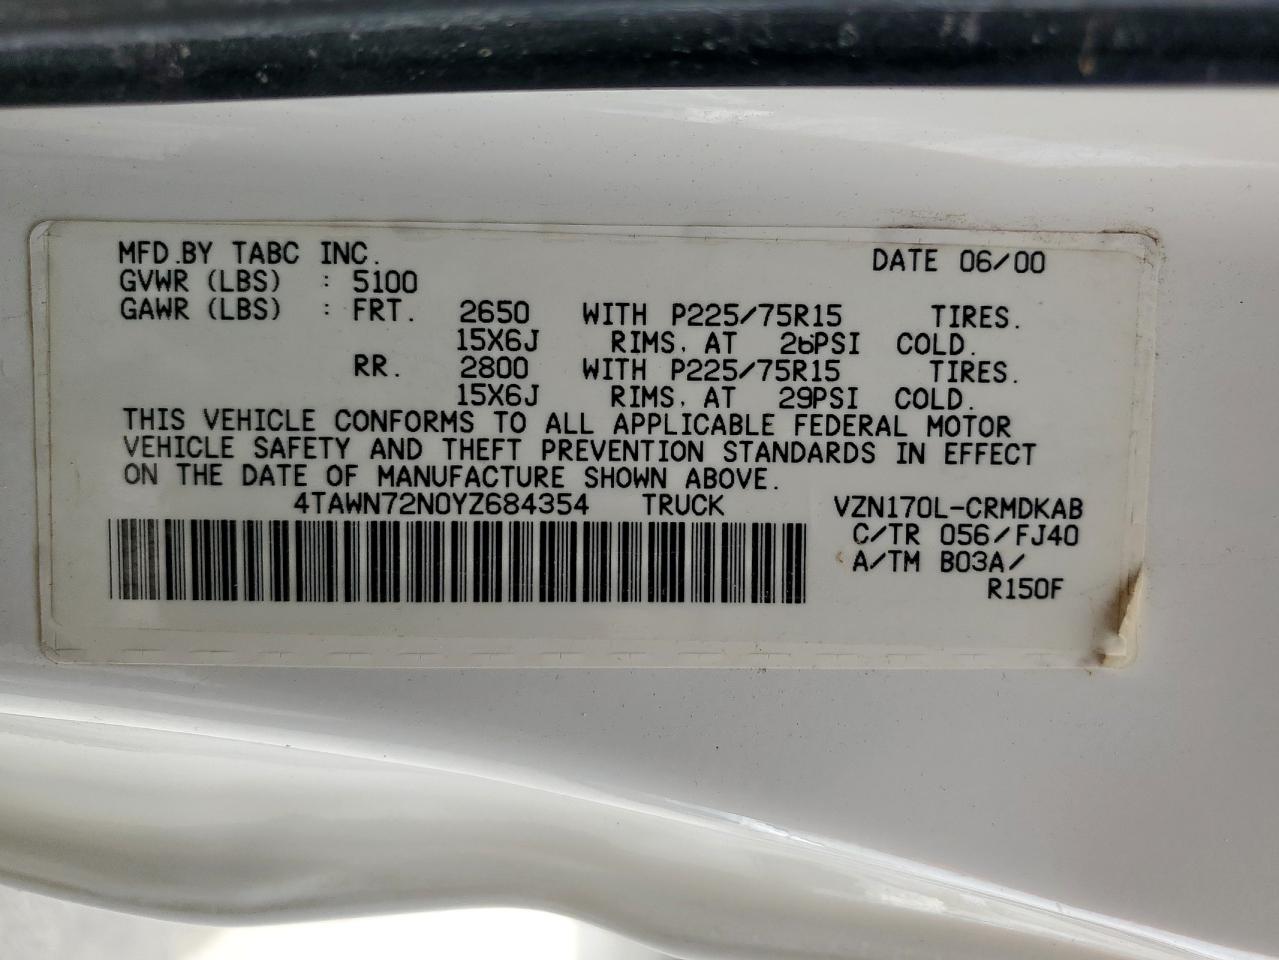 MFD.BY TABC INC. DATE 06/00
GVWR (LBS) : 5100
GAWR (LBS) : FRT. 2650 WITH P225/75R15 TIRES.
15X6J RIMS. AT 26PSI COLD.
RR. 2800 WITH P225/75R15 TIRES.
15X6J RIMS. AT 29PSI COLD.
THIS VEHICLE CONFORMS TO ALL APPLICABLE FEDERAL MOTOR
VEHICLE SAFETY AND THEFT PREVENTION STANDARDS IN EFFECT
ON THE DATE OF MANUFACTURE SHOWN ABOVE.
4TAWN72N0YZ684354 TRUCK VZN170L-CRMDKAB
C/TR 056/FJ40
A/TM B03A/
R150F